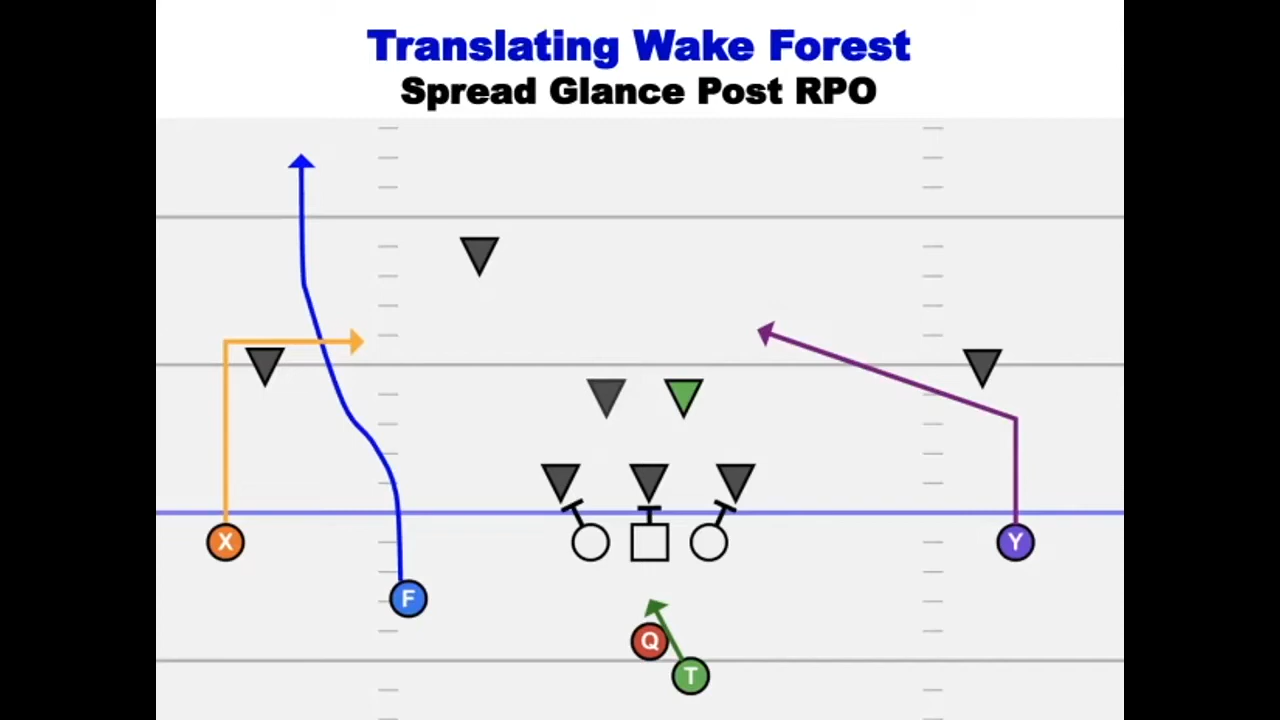 Translating Wake Forest
Spread Glance Post RPO
X
Y
F
Q
T